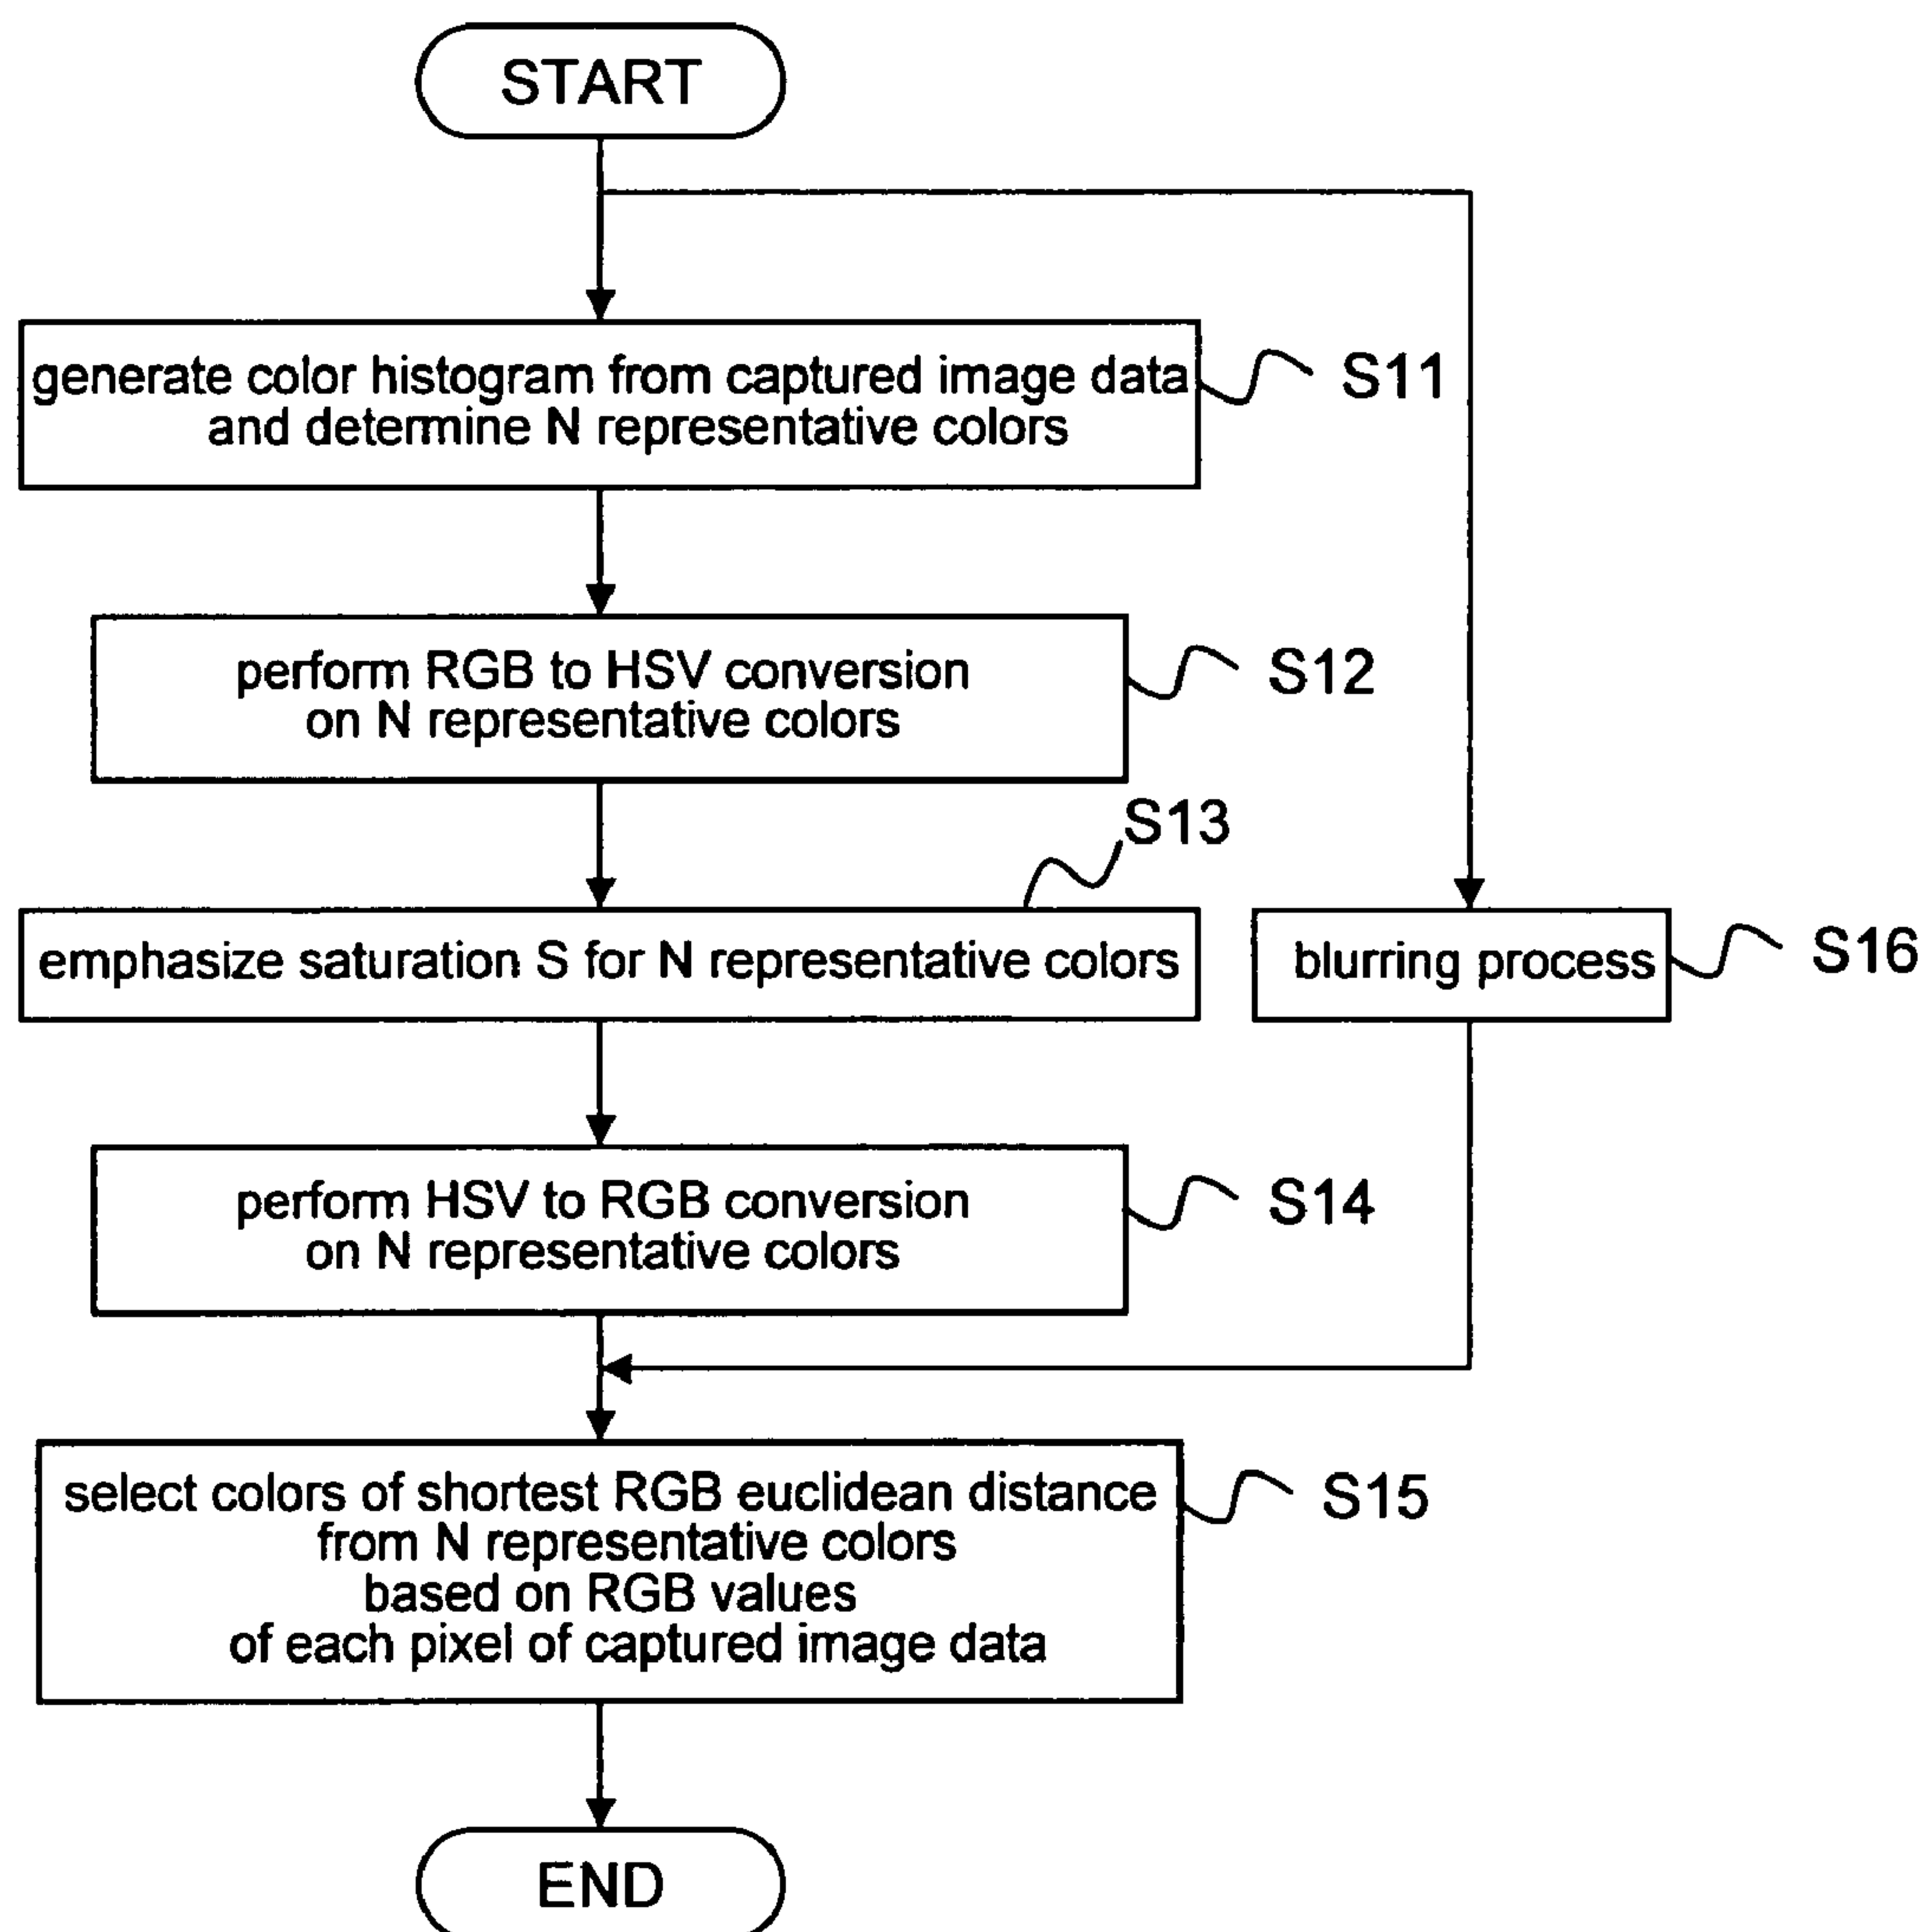 START
generate color histogram from captured image data
and determine N representative colors
S11
perform RGB to HSV conversion
on N representative colors
S12
S13
emphasize saturation S for N representative colors
blurring process
S16
perform HSV to RGB conversion
on N representative colors
S14
select colors of shortest RGB euclidean distance
from N representative colors
based on RGB values
of each pixel of captured image data
S15
END